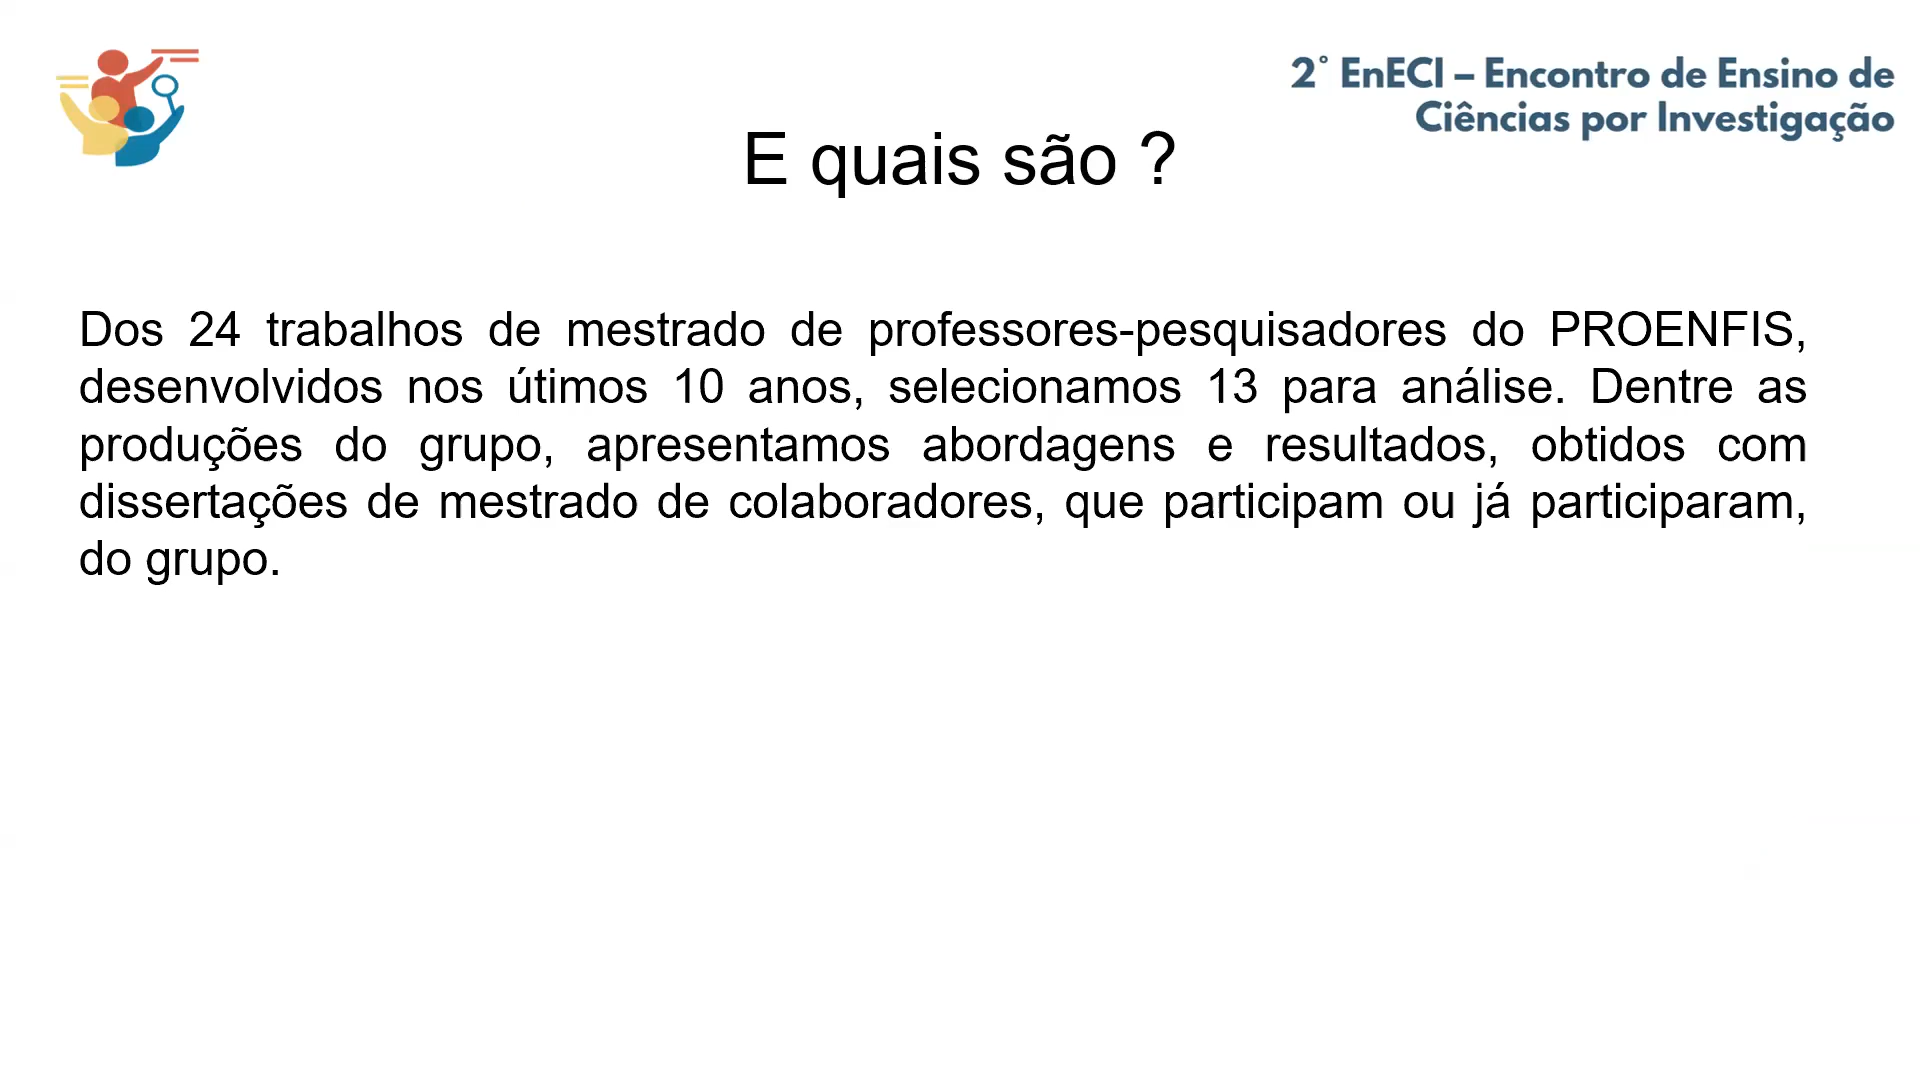 2° EnECI – Encontro de Ensino de
Ciências por Investigação
E quais são ?
Dos 24 trabalhos de mestrado de professores-pesquisadores do PROENFIS,
desenvolvidos nos útimos 10 anos, selecionamos 13 para análise. Dentre as
produções do grupo, apresentamos abordagens e resultados, obtidos com
dissertações de mestrado de colaboradores, que participam ou já participaram,
do grupo.